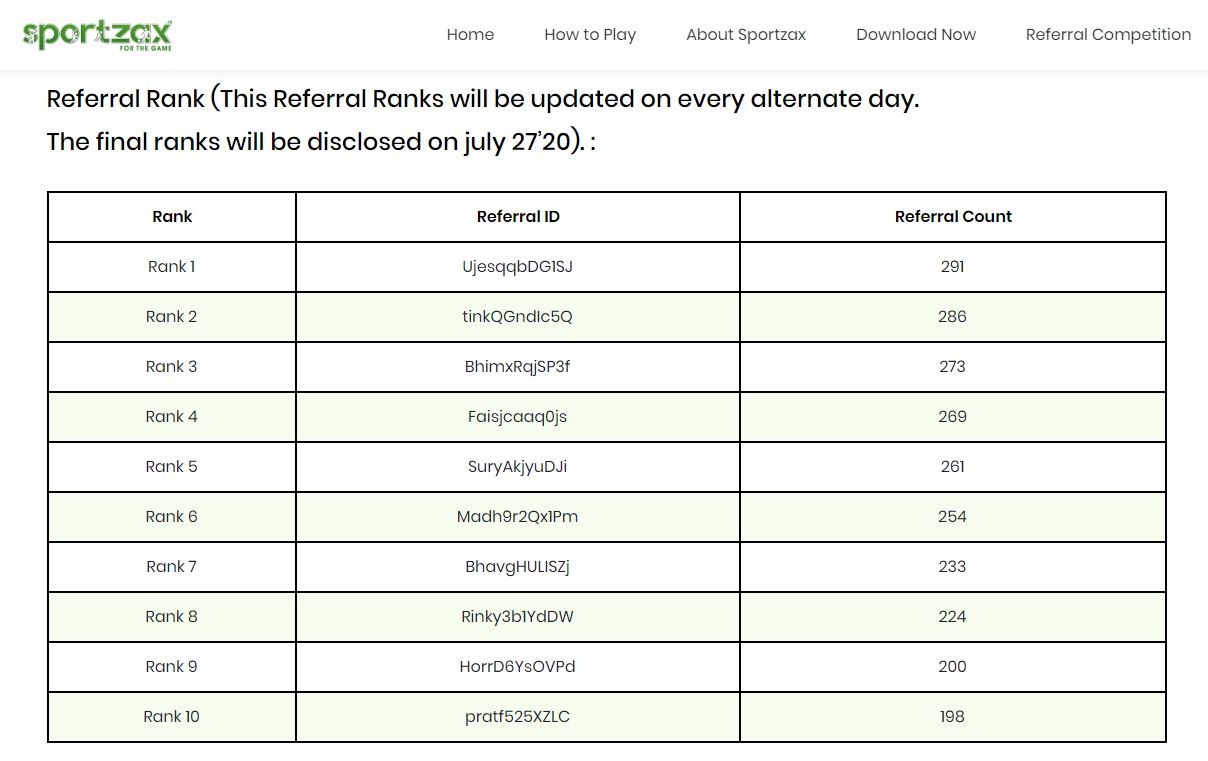 sportzax
FOR THE GAME
Home How to Play About Sportzax Download Now Referral Competition
Referral Rank (This Referral Ranks will be updated on every alternate day.
The final ranks will be disclosed on july 27’20). :
Rank Referral ID Referral Count
Rank 1 UjesqqbDG1SJ 291
Rank 2 tinkQGndIc5Q 286
Rank 3 BhimxRqjSP3f 273
Rank 4 Faisjcaaq0js 269
Rank 5 SuryAkjyuDJi 261
Rank 6 Madh9r2Qx1Pm 254
Rank 7 BhavgHULISZj 233
Rank 8 Rinky3b1YdDW 224
Rank 9 HorrD6YsOVPd 200
Rank 10 pratf525XZLC 198